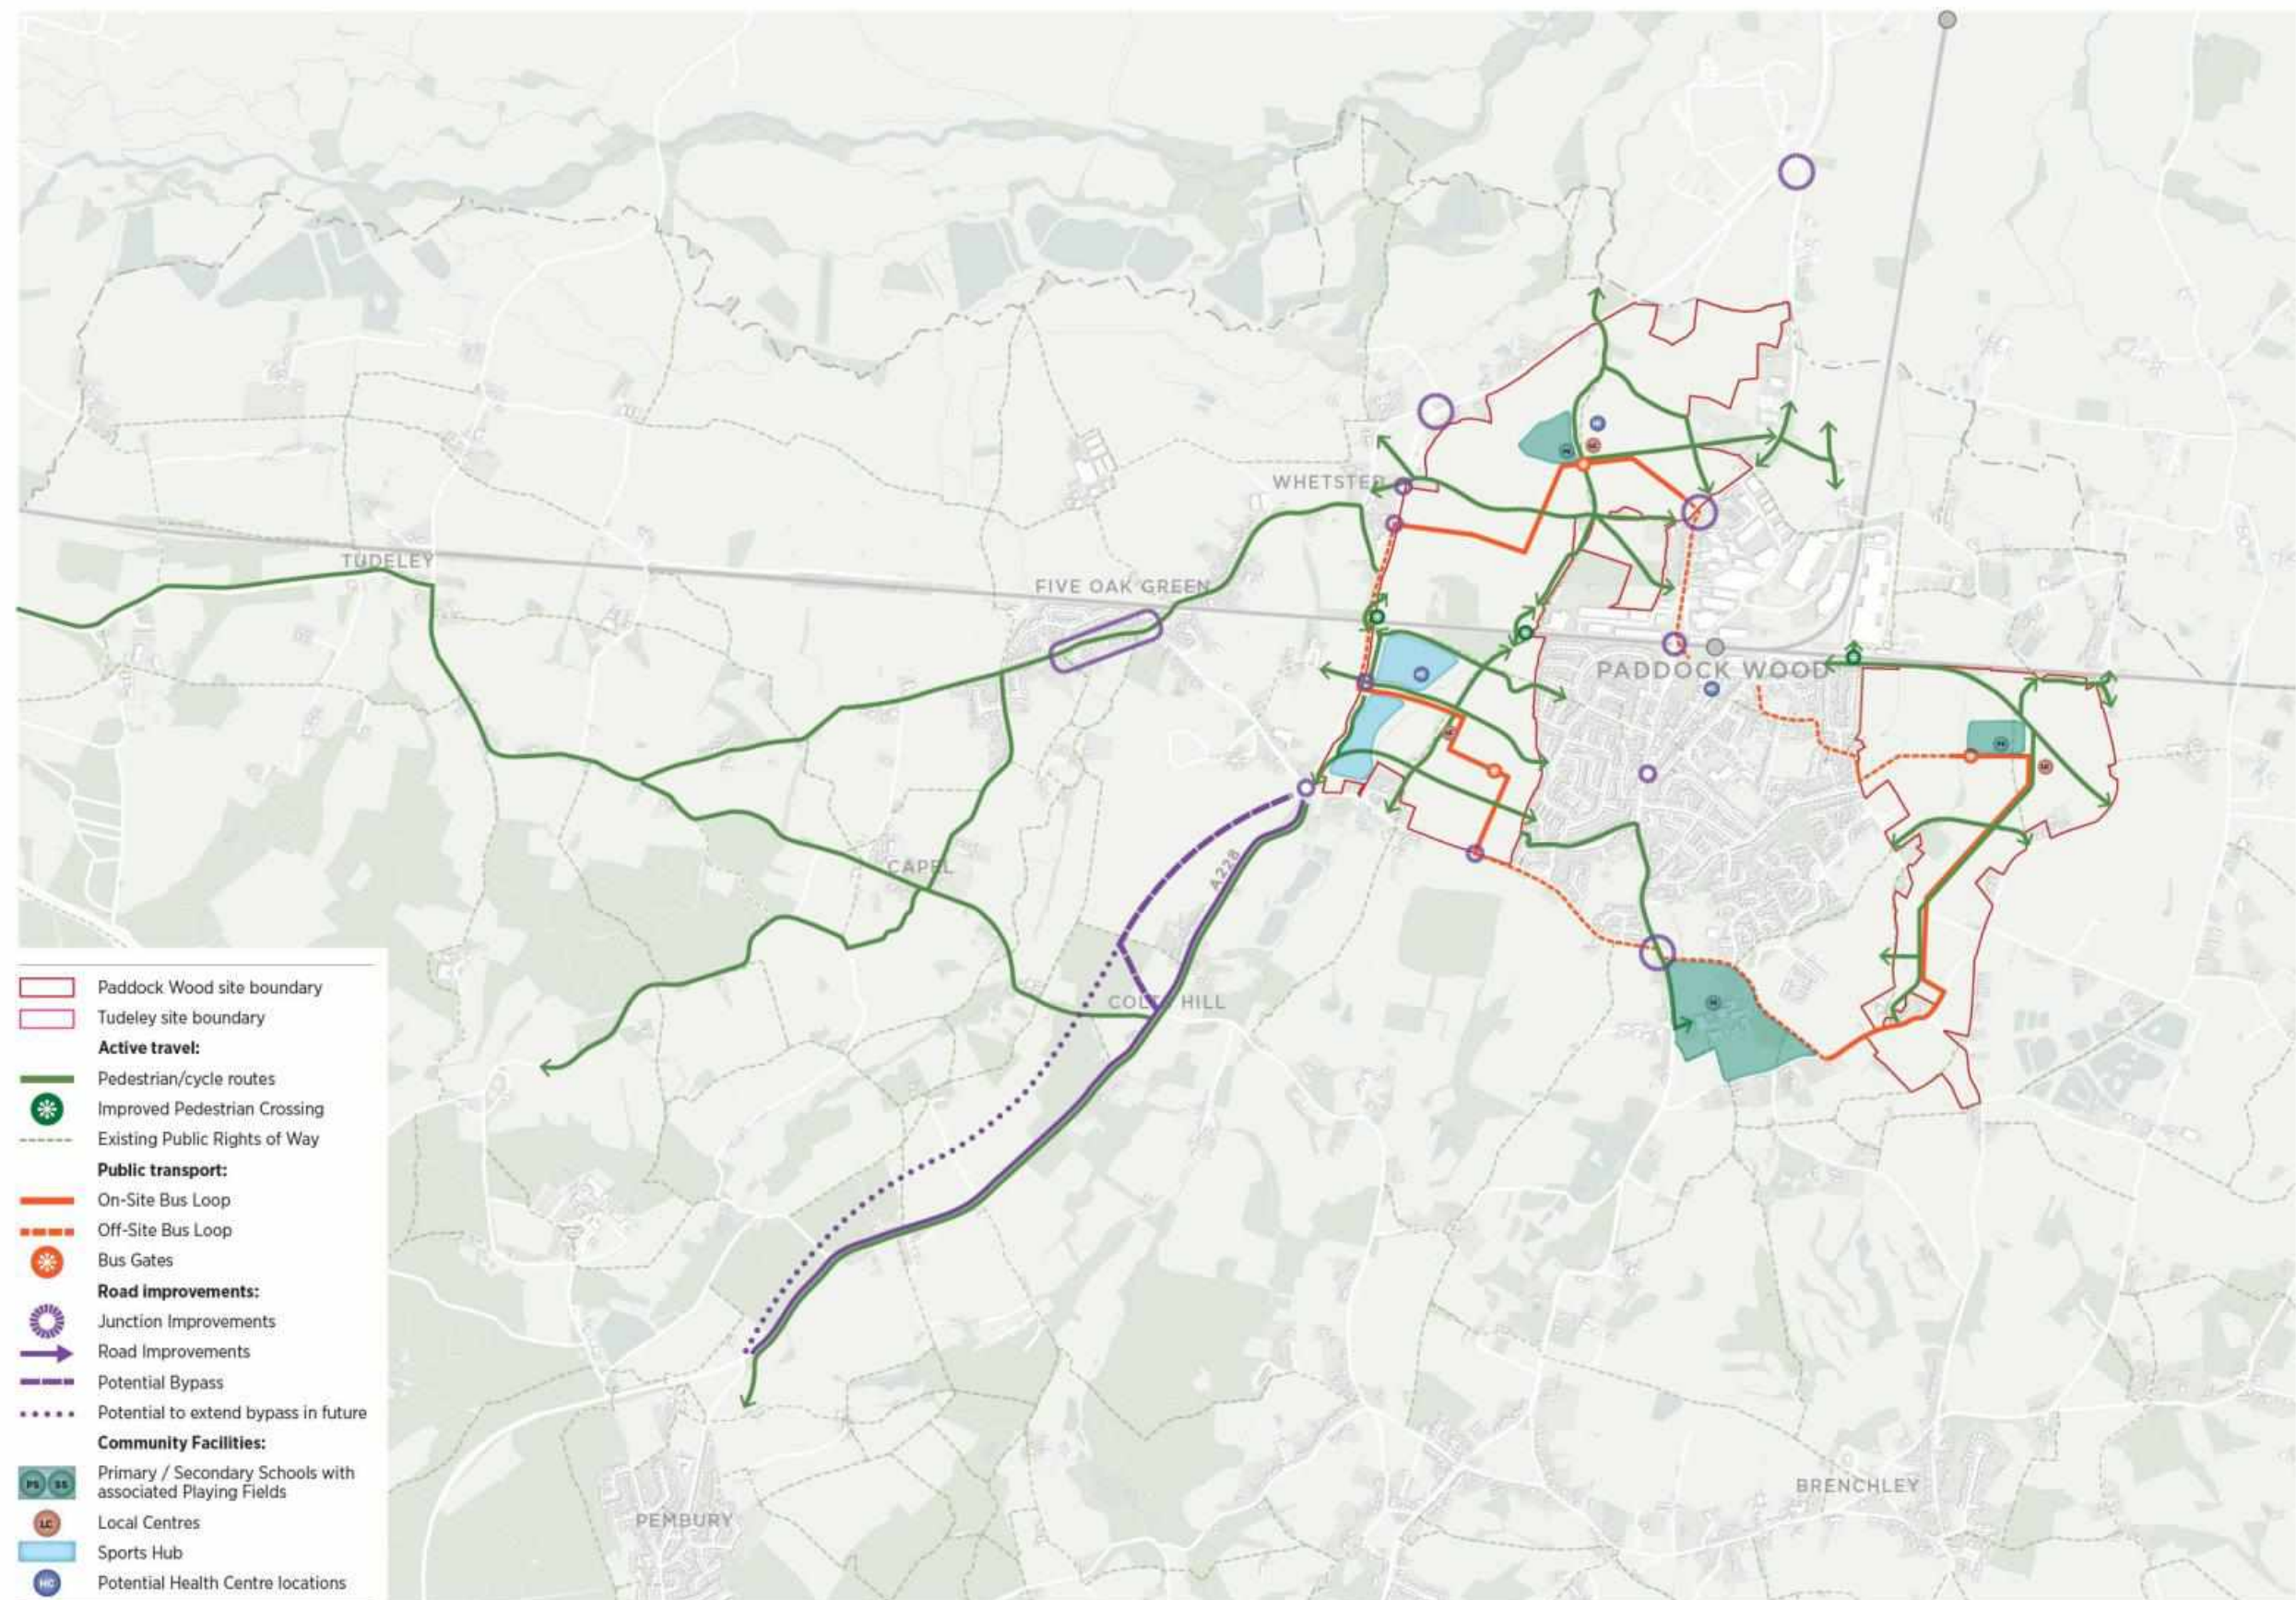 WHETSTED
TUDELEY
FIVE OAK GREEN
PADDOCK WOOD
A228
CAPEL
COLTS HILL
BRENCHLEY
PEMBURY
Paddock Wood site boundary
Tudeley site boundary
Active travel:
Pedestrian/cycle routes
Improved Pedestrian Crossing
Existing Public Rights of Way
Public transport:
On-Site Bus Loop
Off-Site Bus Loop
Bus Gates
Road improvements:
Junction Improvements
Road Improvements
Potential Bypass
Potential to extend bypass in future
Community Facilities:
PS SS Primary / Secondary Schools with
associated Playing Fields
LC Local Centres
Sports Hub
HC Potential Health Centre locations